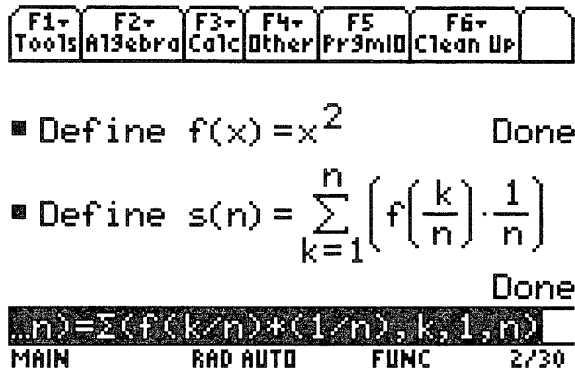 F1▾ F2▾ F3▾ F4▾ F5 F6▾
Tools Algebra Calc Other PrgmIO Clean Up
▪ Define f(x) = x² Done
▪ Define s(n) = ∑_{k=1}^{n} (f(k/n)·1/n)
Done
…n)=Σ(f(k/n)*(1/n),k,1,n)
MAIN RAD AUTO FUNC 2/30